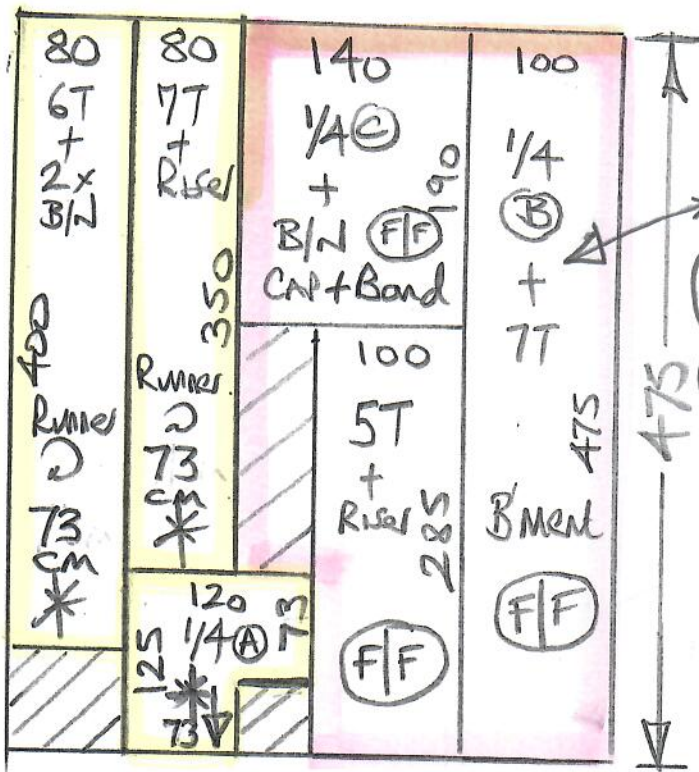 80
6T
+
2x
B/N
400
Runner
@
73
cm
*
80
7T
+
Riser
350
Runner
@
73
cm
*
140
1/4 C
+
B/N F/F
CAP + Bond
190
100
1/4
B
+
7T
475
B'Ment
F/F
100
5T
+
Riser
285
F/F
120
1/4 A
73
125
*
73
475